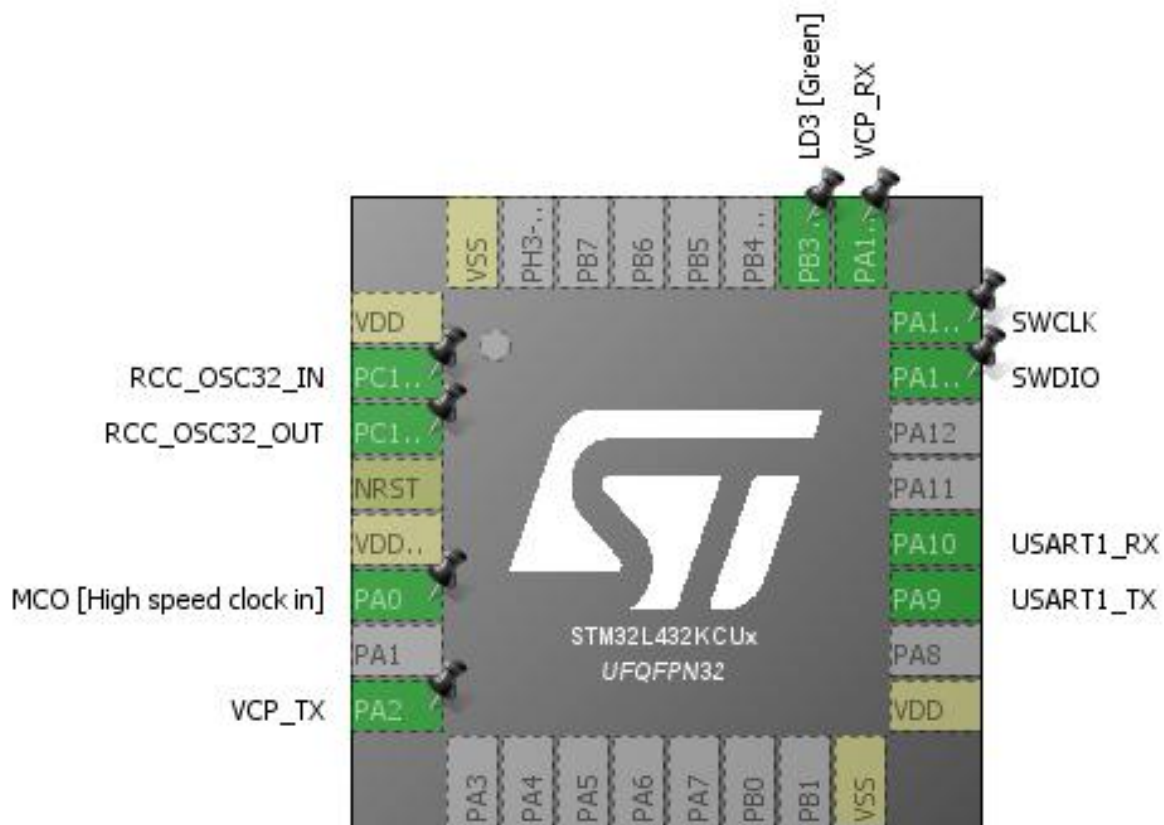 LD3 [Green]
VCP_RX
VSS
PH3-..
PB7
PB6
PB5
PB4 ..
PB3 ..
PA1..
VDD
RCC_OSC32_IN
PC1..
RCC_OSC32_OUT
PC1..
NRST
VDD..
MCO [High speed clock in]
PA0
PA1
VCP_TX
PA2
PA1..
SWCLK
PA1..
SWDIO
PA12
PA11
PA10
USART1_RX
PA9
USART1_TX
PA8
VDD
ST
STM32L432KCUx
UFQFPN32
PA3
PA4
PA5
PA6
PA7
PB0
PB1
VSS